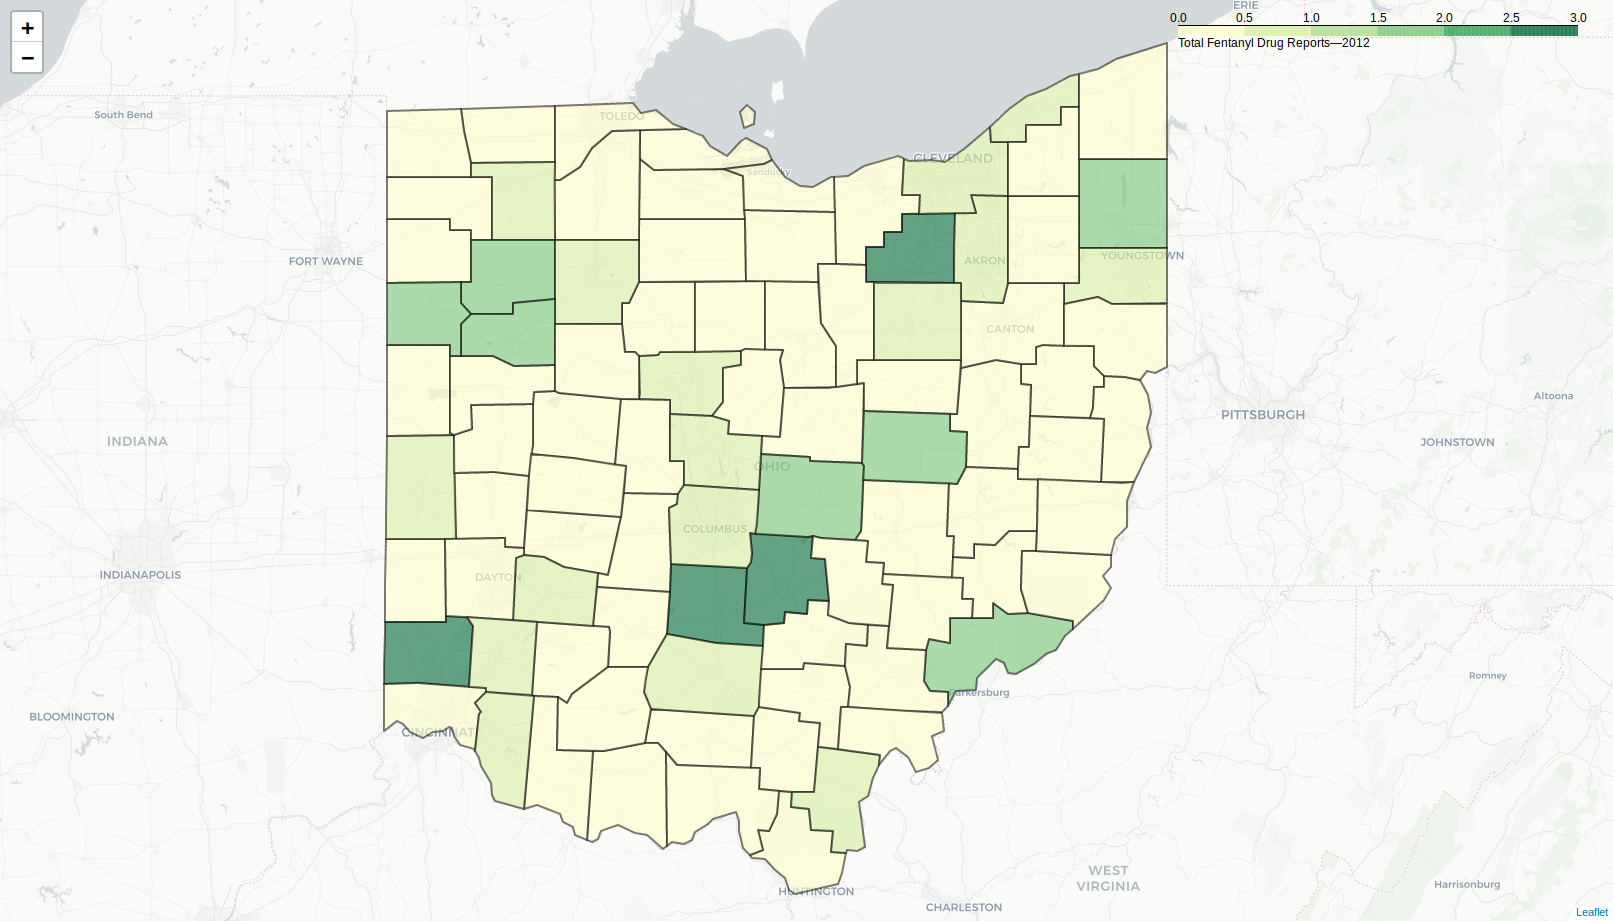 +
−
ERIE
0.0 0.5 1.0 1.5 2.0 2.5 3.0
Total Fentanyl Drug Reports—2012
South Bend
TOLEDO
CLEVELAND
Sandusky
FORT WAYNE
AKRON
YOUNGSTOWN
CANTON
Altoona
PITTSBURGH
INDIANA
JOHNSTOWN
OHIO
COLUMBUS
INDIANAPOLIS
DAYTON
Romney
arkersburg
BLOOMINGTON
CINCINNAT
WEST
VIRGINIA
HUNTINGTON
Harrisonburg
CHARLESTON
Leaflet